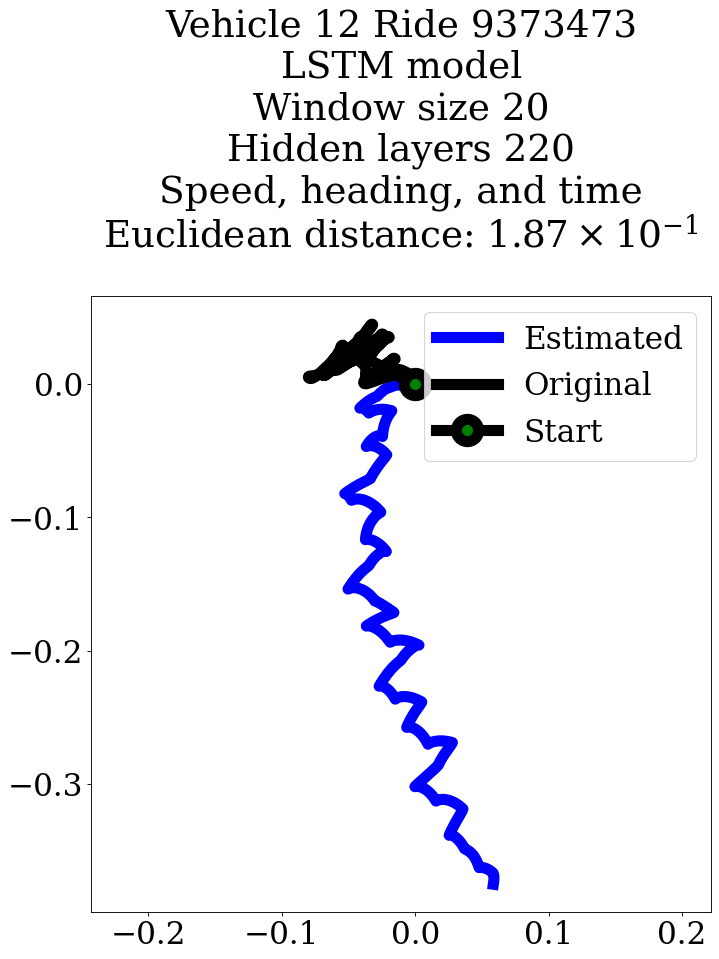 Vehicle 12 Ride 9373473
LSTM model
Window size 20
Hidden layers 220
Speed, heading, and time
Euclidean distance: 1.87 × 10⁻¹
Estimated
Original
Start
0.0
−0.1
−0.2
−0.3
−0.2 −0.1 0.0 0.1 0.2